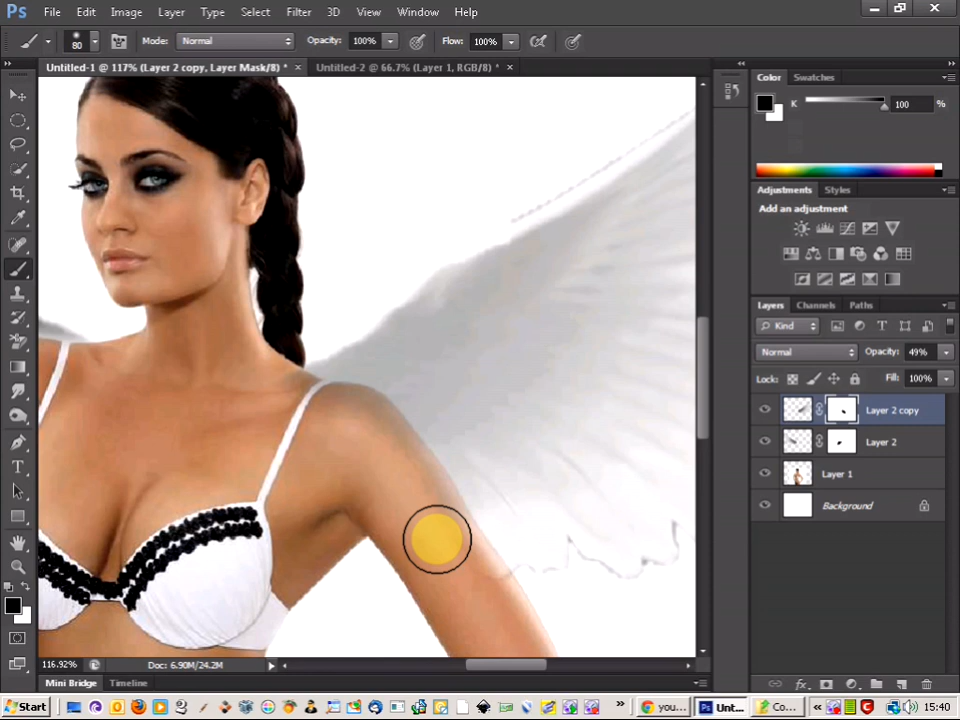 Ps File Edit Image Layer Type Select Filter 3D View Window Help
80 Mode: Normal Opacity: 100% Flow: 100%
Untitled-1 @ 117% (Layer 2 copy, Layer Mask/8) * × Untitled-2 @ 66.7% (Layer 1, RGB/8) * ×
Color Swatches
K 100 %
Adjustments Styles
Add an adjustment
Layers Channels Paths
Kind
Normal Opacity: 49%
Lock: Fill: 100%
Layer 2 copy
Layer 2
Layer 1
Background
116.92% Doc: 6.90M/24.2M
Mini Bridge Timeline
Start you... Unt... Co... 15:40